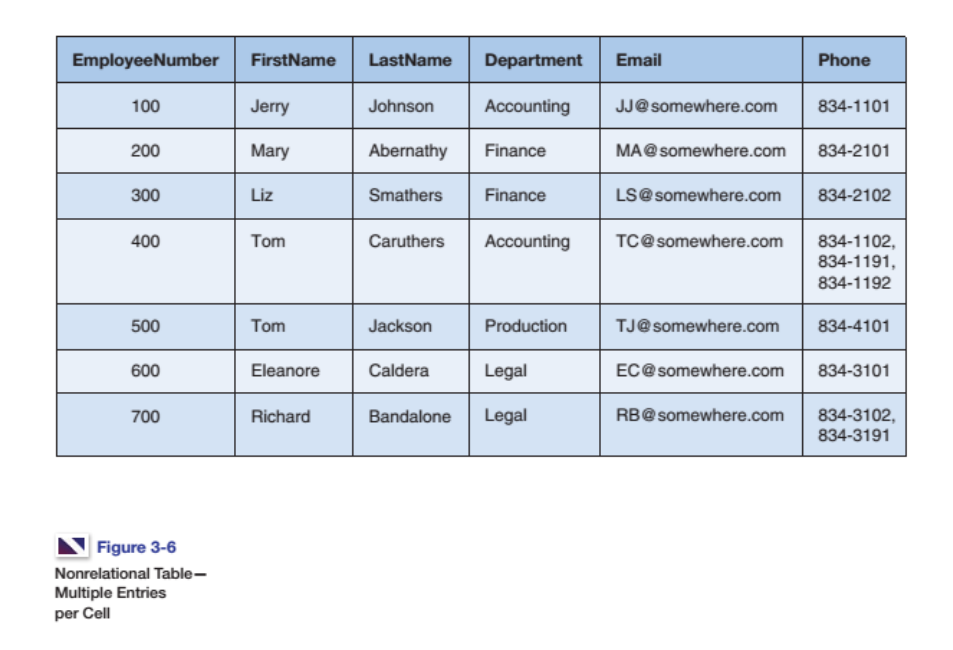 EmployeeNumber FirstName LastName Department Email Phone
100 Jerry Johnson Accounting JJ@somewhere.com 834-1101
200 Mary Abernathy Finance MA@somewhere.com 834-2101
300 Liz Smathers Finance LS@somewhere.com 834-2102
400 Tom Caruthers Accounting TC@somewhere.com 834-1102,
834-1191,
834-1192
500 Tom Jackson Production TJ@somewhere.com 834-4101
600 Eleanore Caldera Legal EC@somewhere.com 834-3101
700 Richard Bandalone Legal RB@somewhere.com 834-3102,
834-3191
Figure 3-6
Nonrelational Table—
Multiple Entries
per Cell